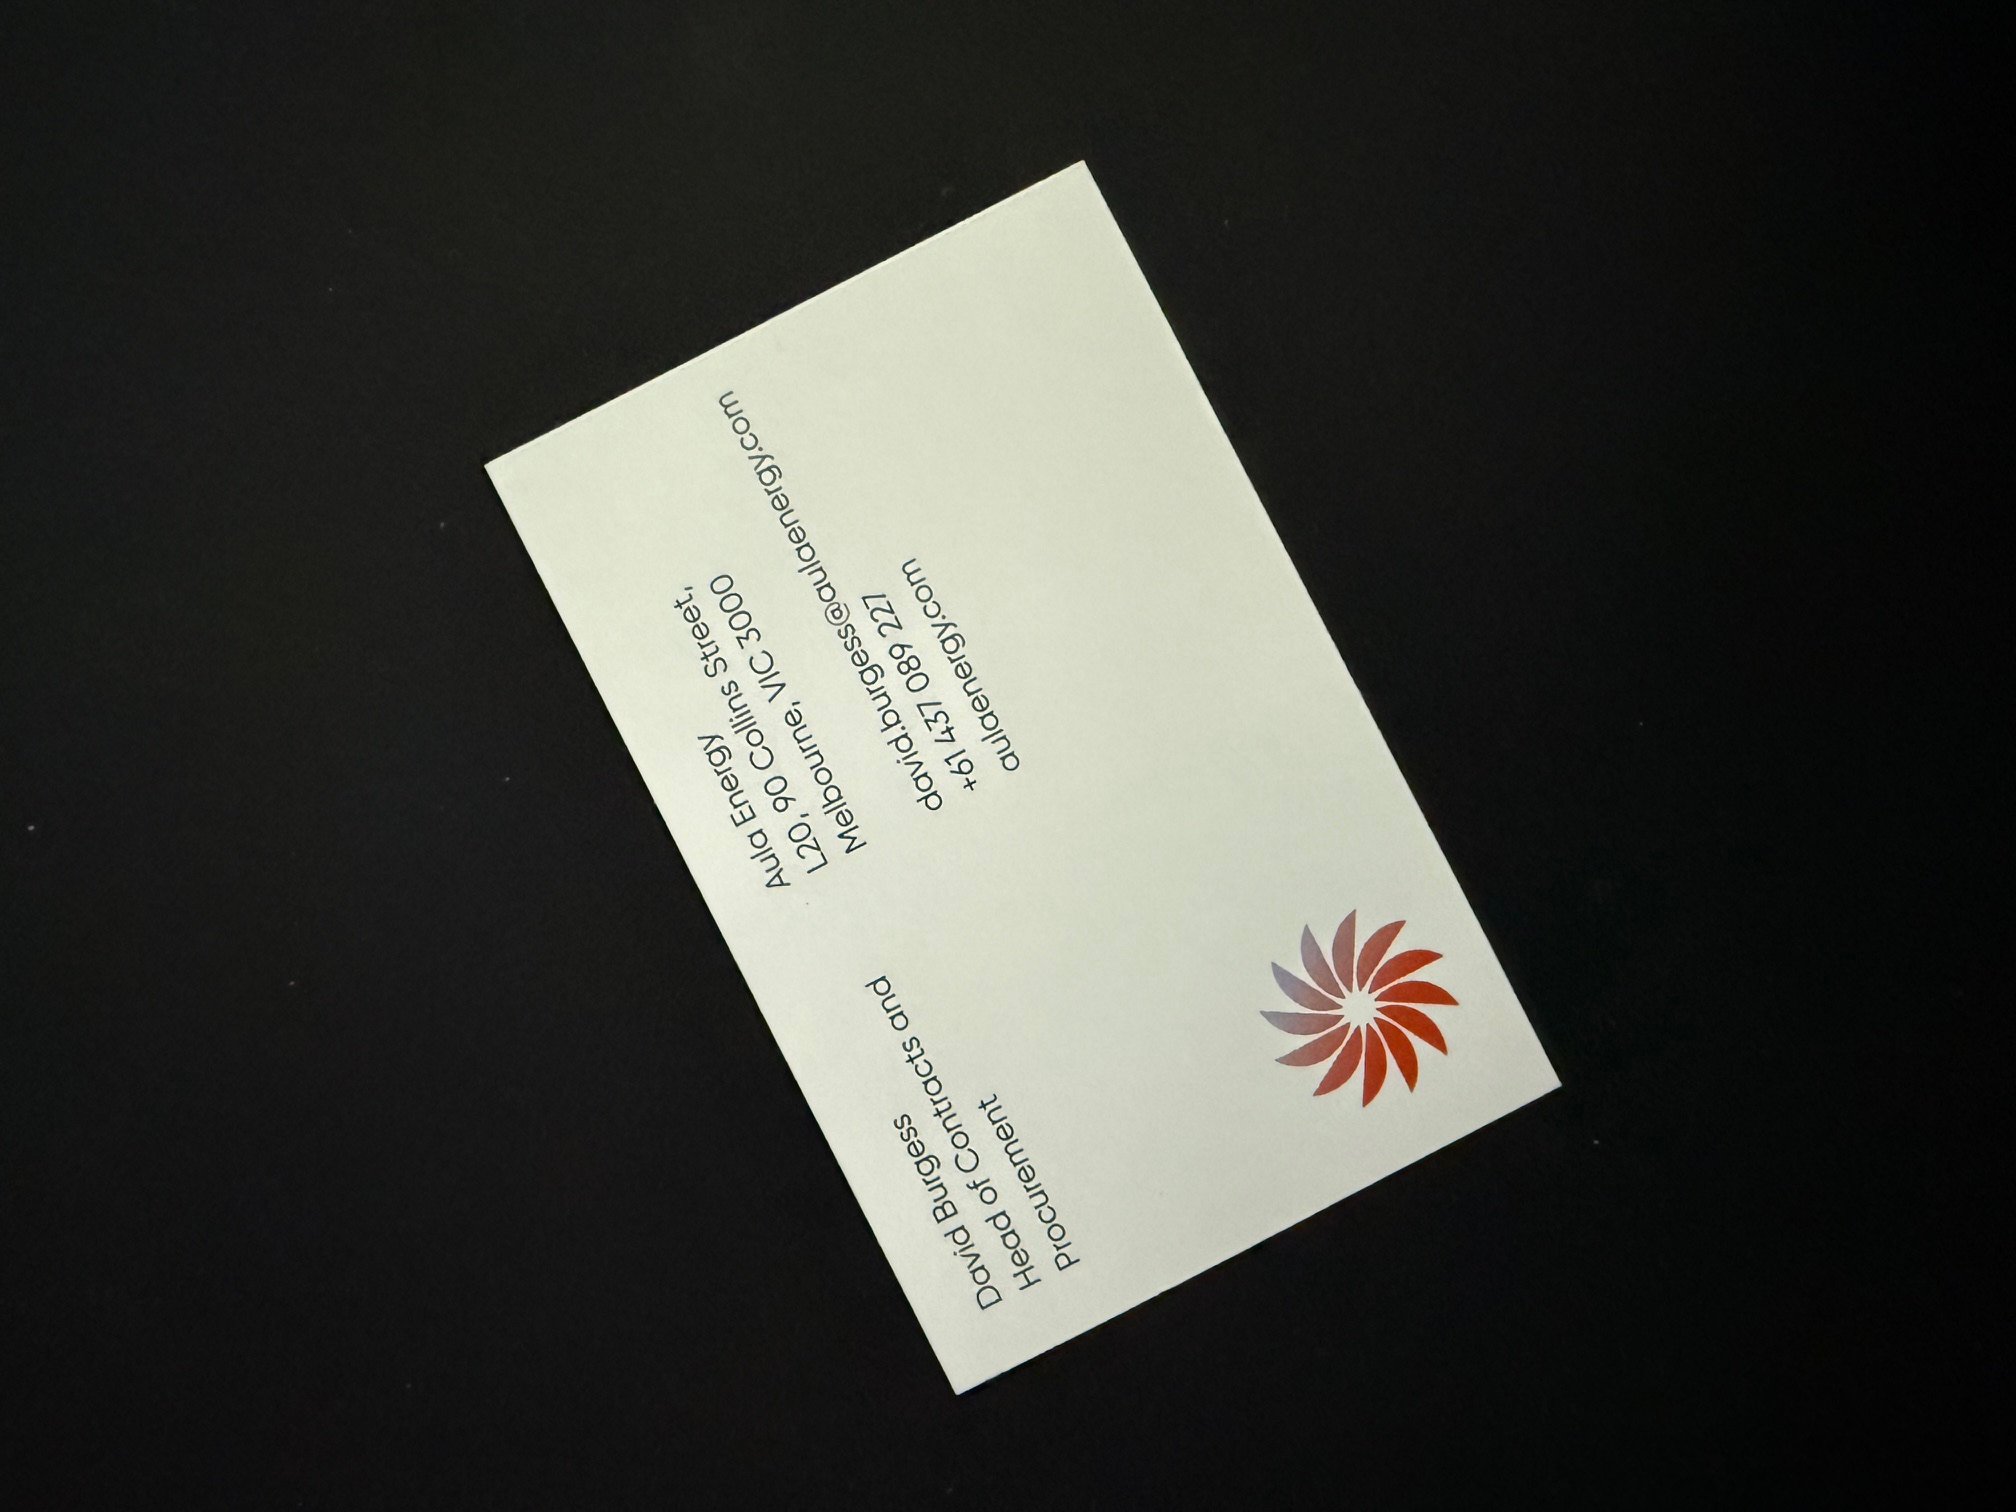 David Burgess
Head of Contracts and
Procurement
Aula Energy
L20, 90 Collins Street,
Melbourne, VIC 3000
david.burgess@aulaenergy.com
+61 437 089 227
aulaenergy.com